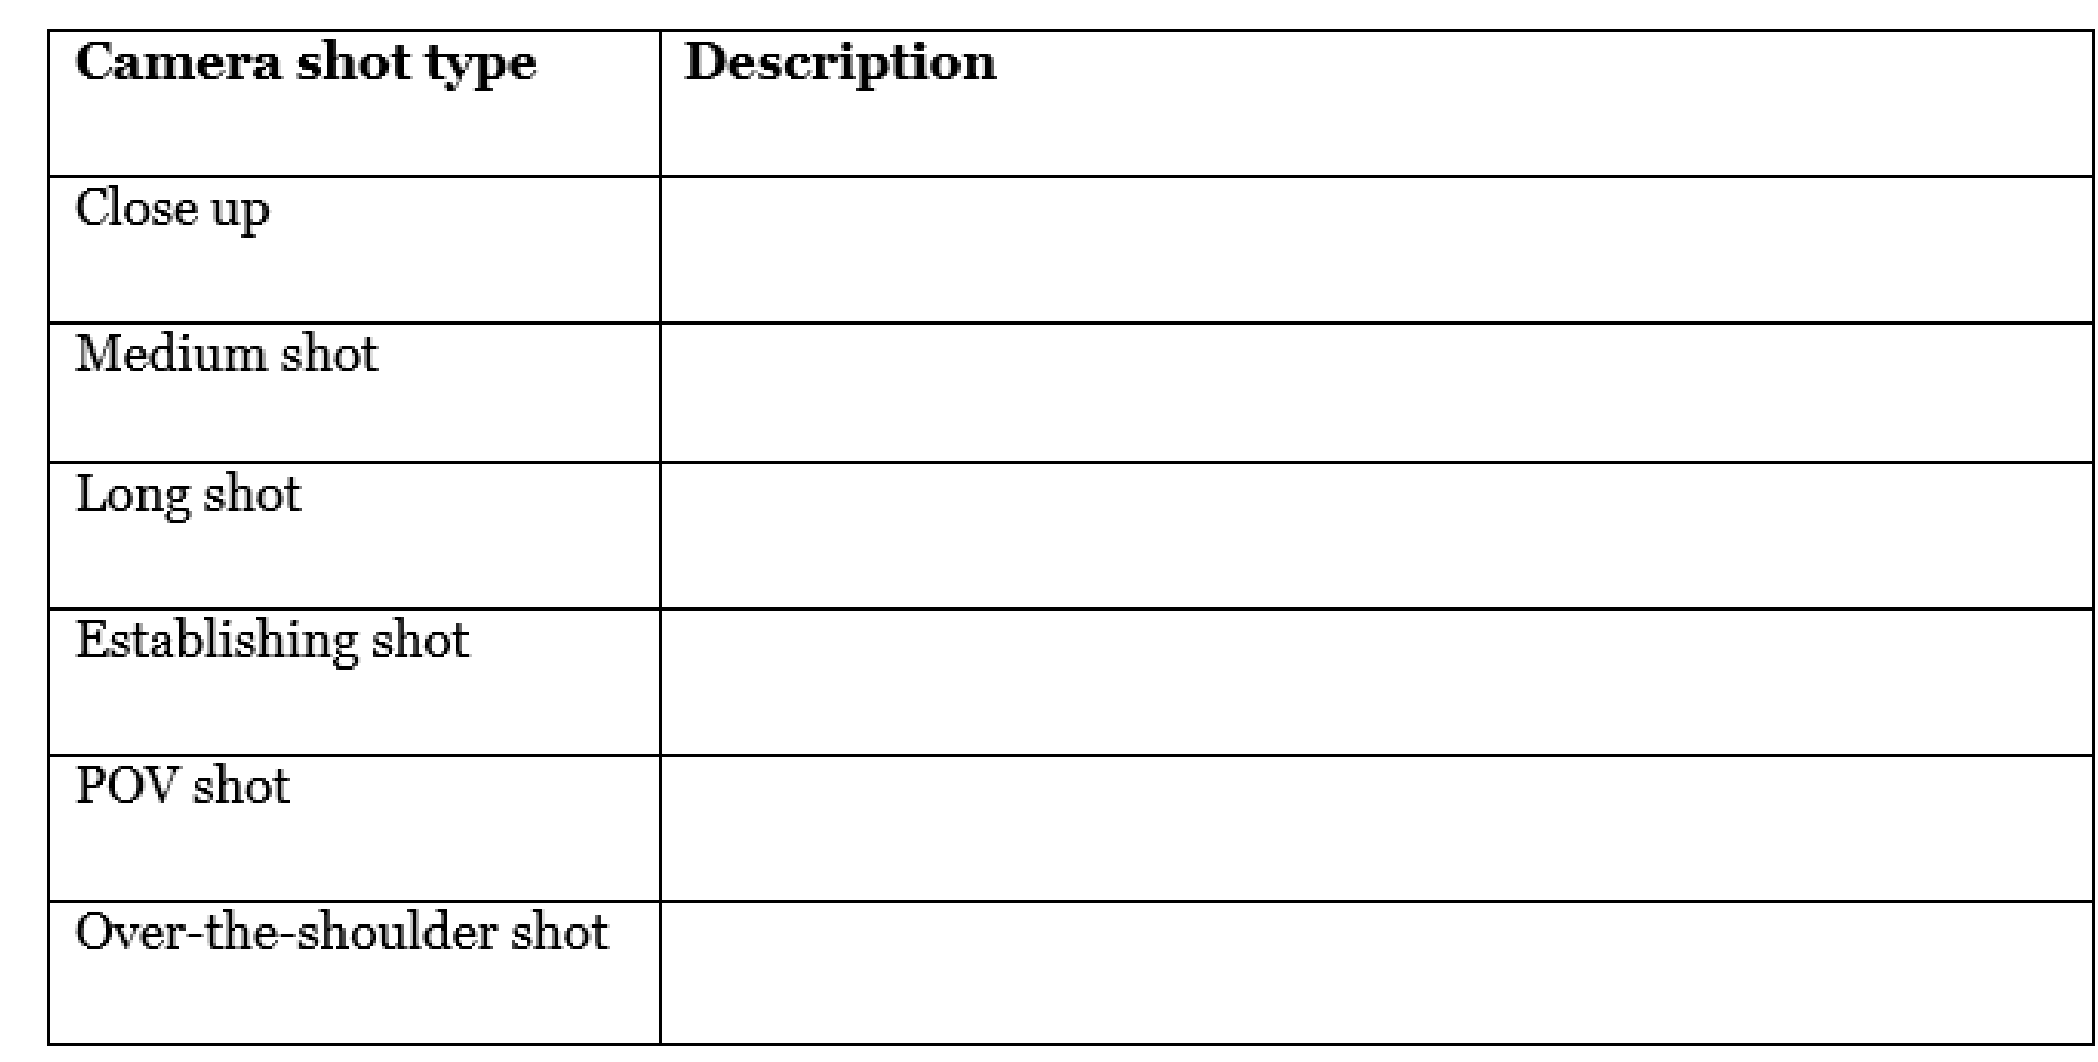 Camera shot type Description
Close up
Medium shot
Long shot
Establishing shot
POV shot
Over-the-shoulder shot